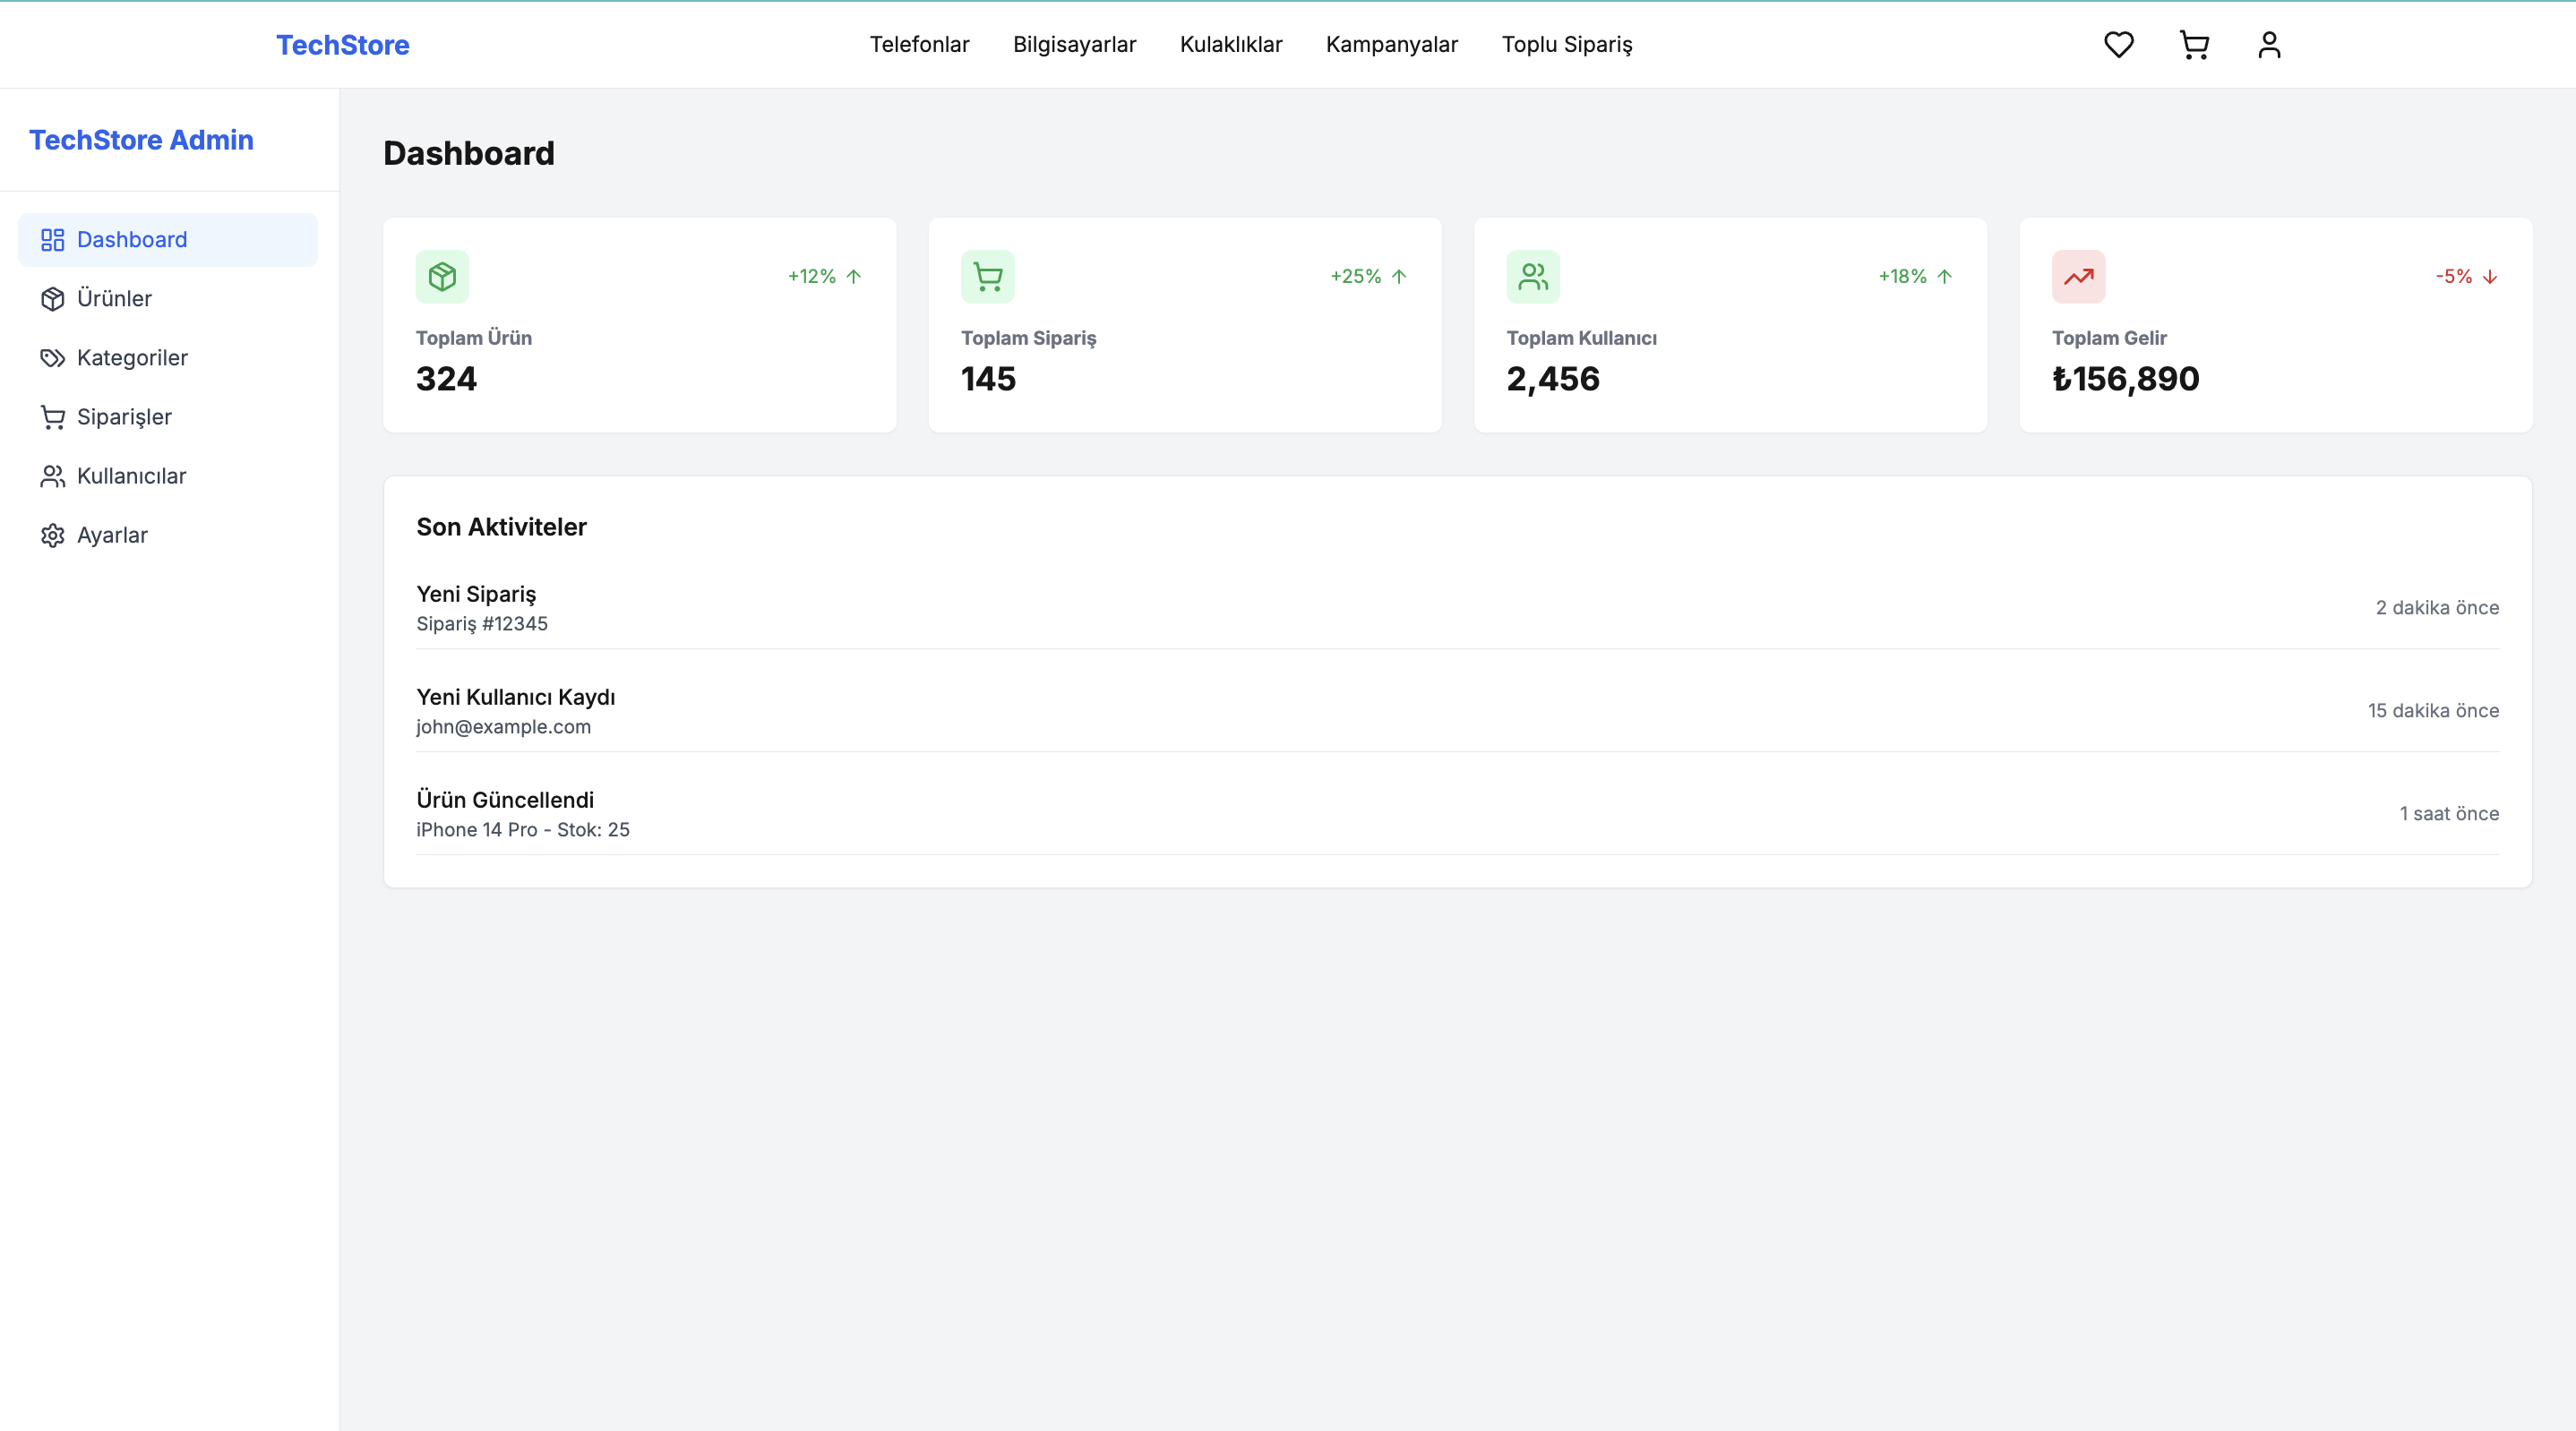 TechStore
Telefonlar
Bilgisayarlar
Kulaklıklar
Kampanyalar
Toplu Sipariş
TechStore Admin
Dashboard
Ürünler
Kategoriler
Siparişler
Kullanıcılar
Ayarlar
Dashboard
+12%
Toplam Ürün
324
+25%
Toplam Sipariş
145
+18%
Toplam Kullanıcı
2,456
-5%
Toplam Gelir
₺156,890
Son Aktiviteler
Yeni Sipariş
Sipariş #12345
2 dakika önce
Yeni Kullanıcı Kaydı
john@example.com
15 dakika önce
Ürün Güncellendi
iPhone 14 Pro - Stok: 25
1 saat önce